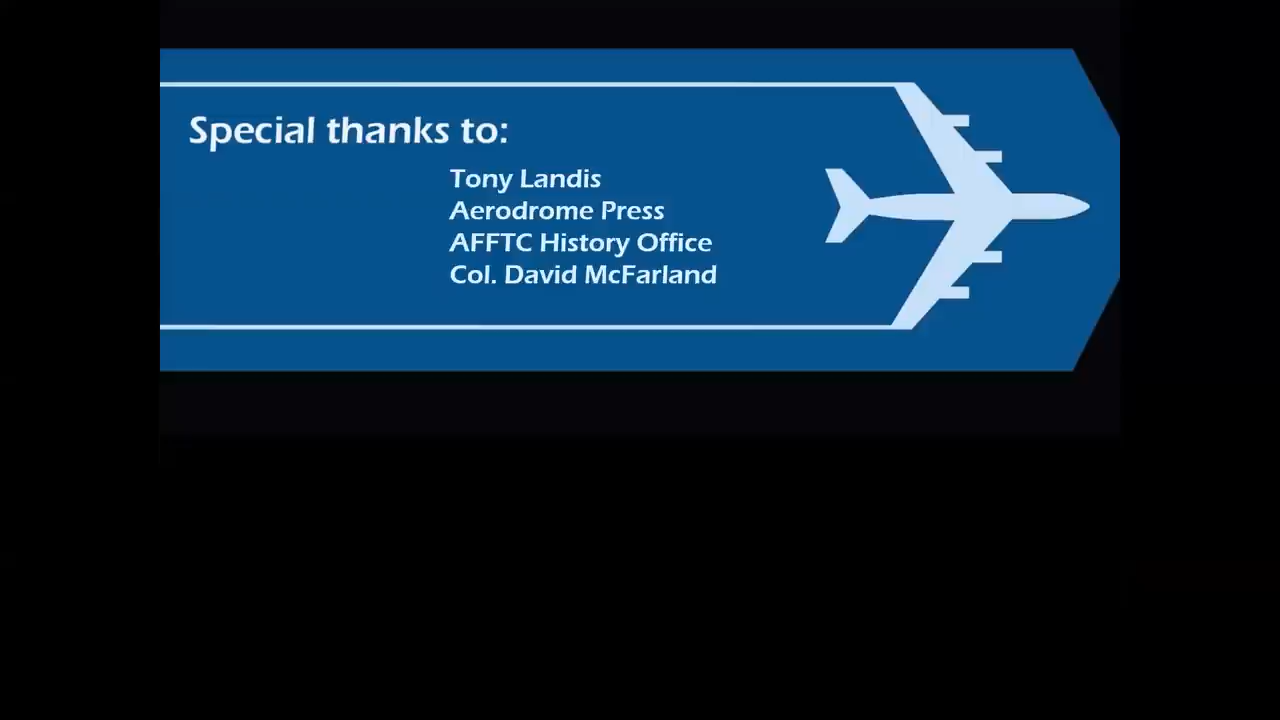 Special thanks to:
Tony Landis
Aerodrome Press
AFFTC History Office
Col. David McFarland